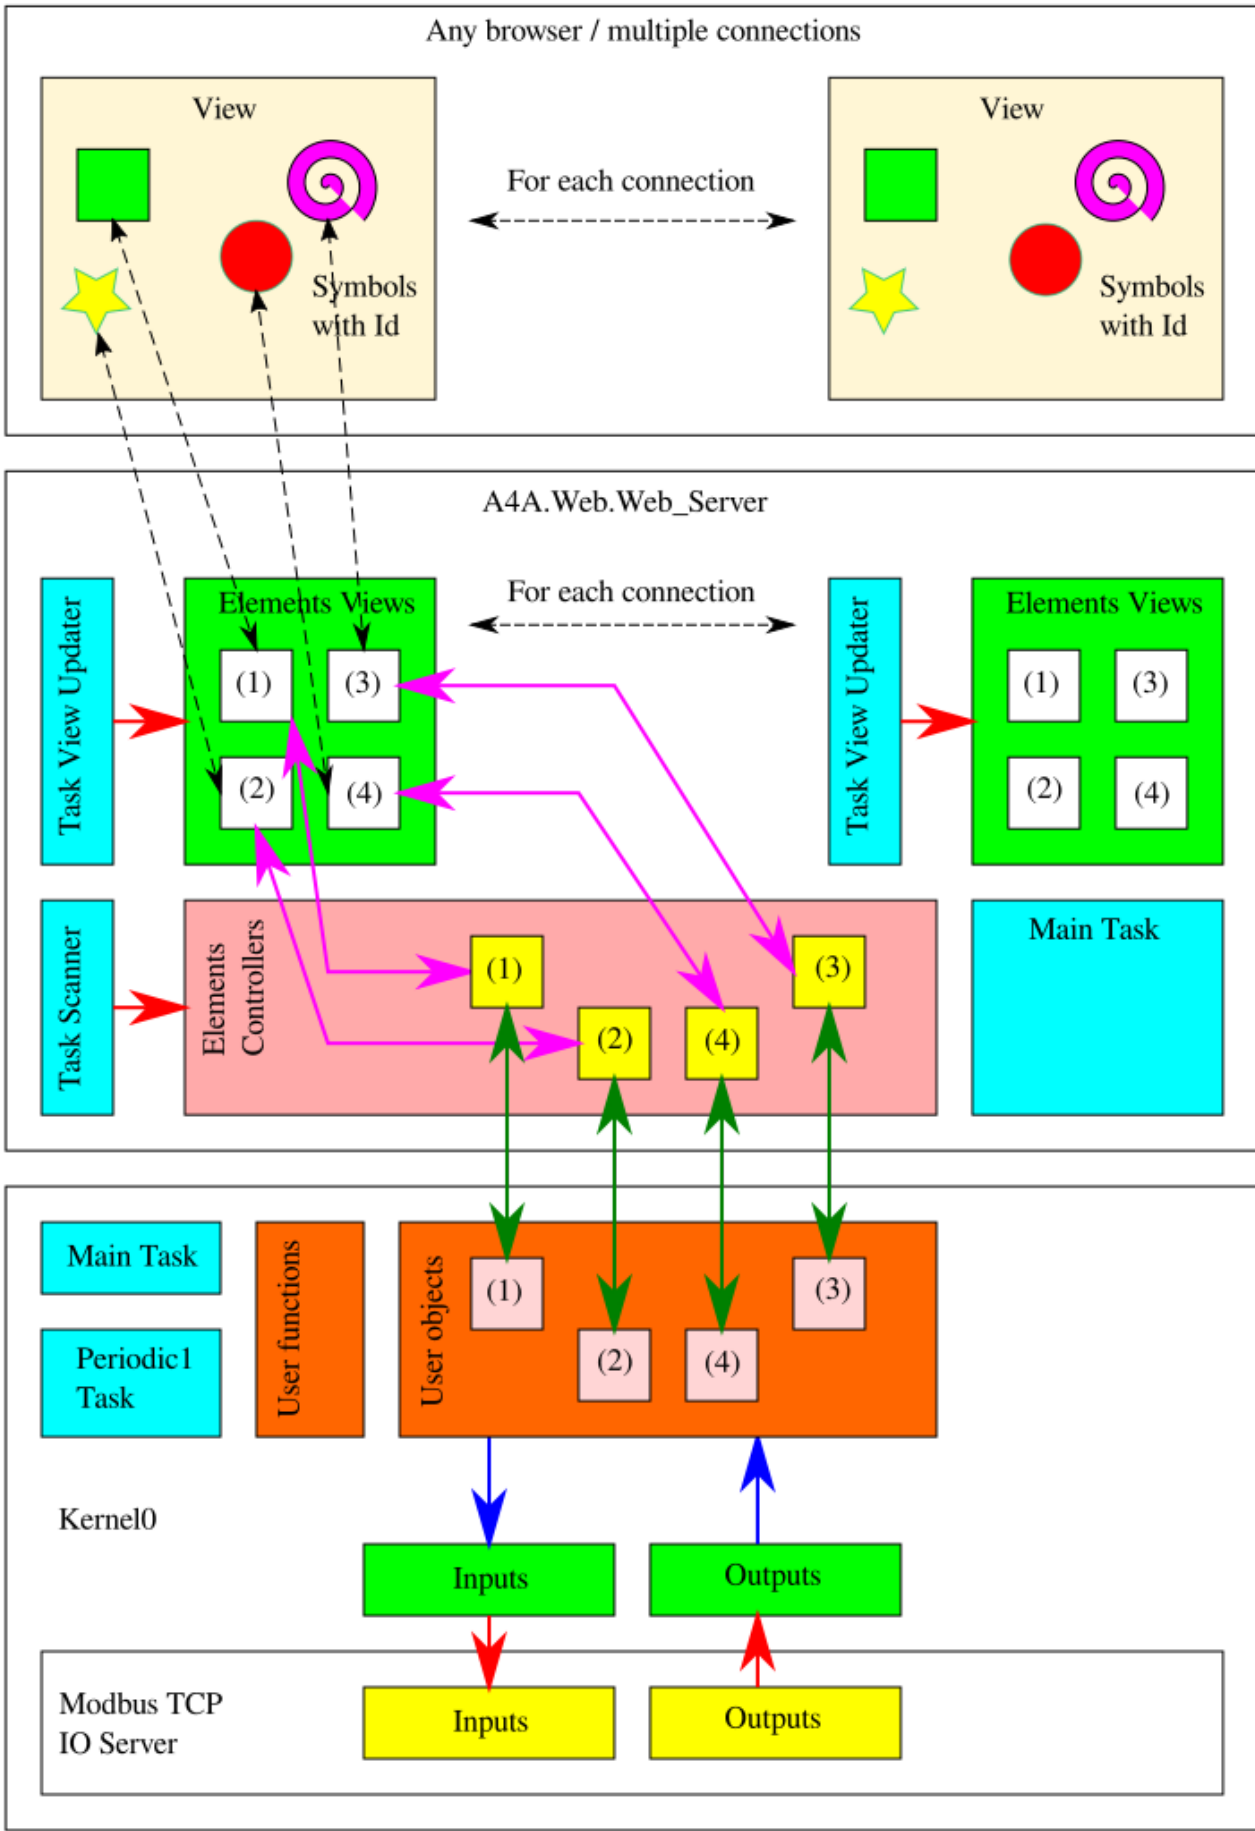 Any browser / multiple connections
View
View
For each connection
Symbols
with Id
Symbols
with Id
A4A.Web.Web_Server
Task View Updater
Elements Views
For each connection
Task View Updater
Elements Views
(1)
(3)
(1)
(3)
(2)
(4)
(2)
(4)
Task Scanner
Elements
Controllers
(1)
(3)
(2)
(4)
Main Task
Main Task
Periodic1
Task
User functions
User objects
(1)
(3)
(2)
(4)
Kernel0
Inputs
Outputs
Modbus TCP
IO Server
Inputs
Outputs